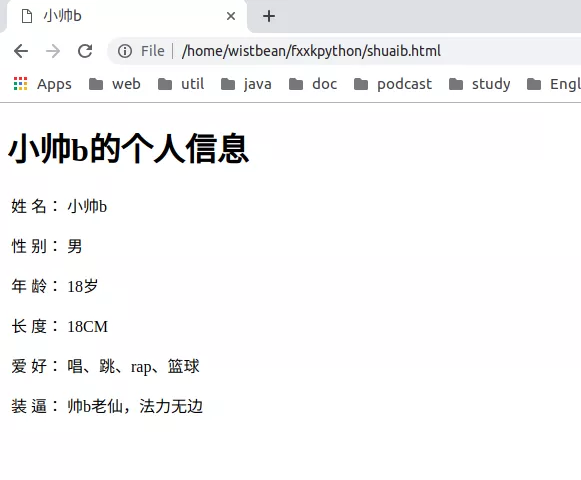 小帅b
File /home/wistbean/fxxkpython/shuaib.html
Apps web util java doc podcast study Engl
小帅b的个人信息
姓 名： 小帅b
性 别： 男
年 龄： 18岁
长 度： 18CM
爱 好： 唱、跳、rap、篮球
装 逼： 帅b老仙，法力无边